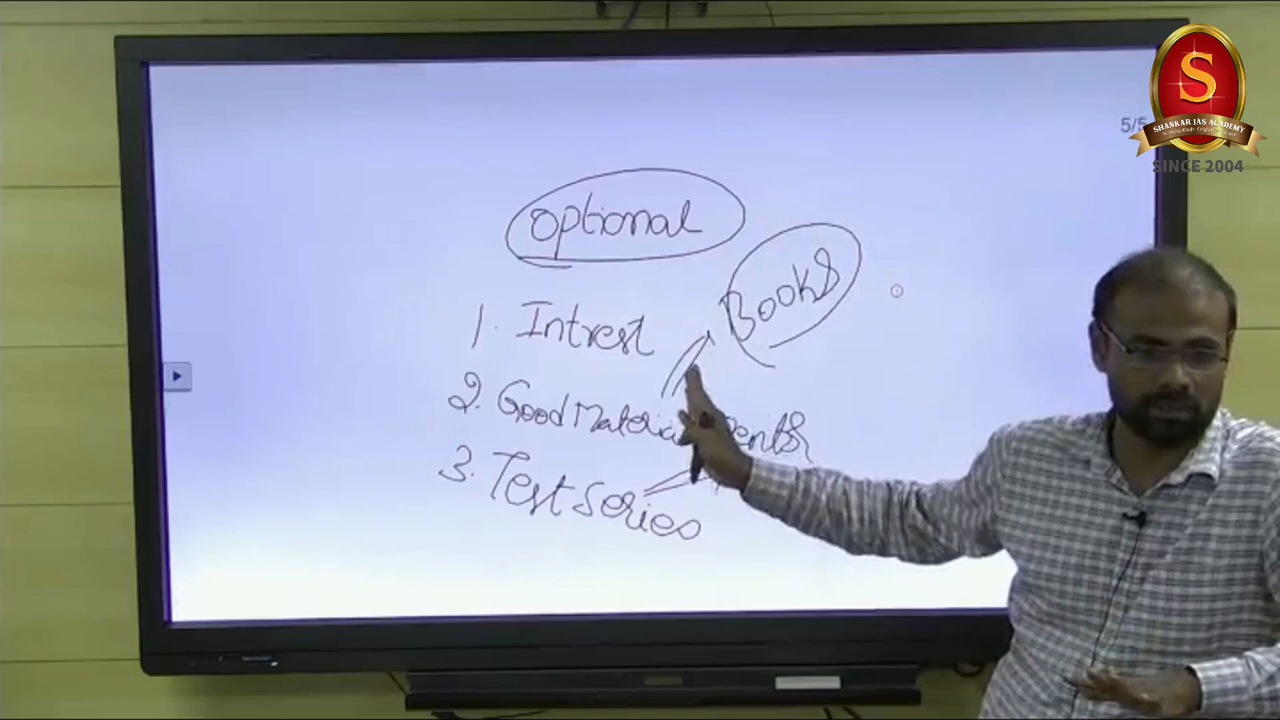 5/5
SHANKAR IAS ACADEMY
SINCE 2004
Optional
Books
1. Intrest
2. Good Material
3. Test Series